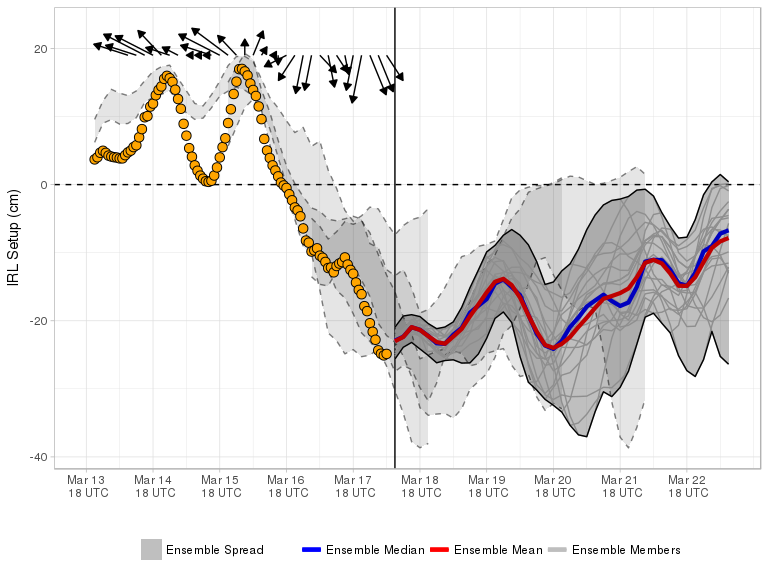 IRL Setup (cm)
20
0
-20
-40
Mar 13
18 UTC
Mar 14
18 UTC
Mar 15
18 UTC
Mar 16
18 UTC
Mar 17
18 UTC
Mar 18
18 UTC
Mar 19
18 UTC
Mar 20
18 UTC
Mar 21
18 UTC
Mar 22
18 UTC
Ensemble Spread
Ensemble Median
Ensemble Mean
Ensemble Members